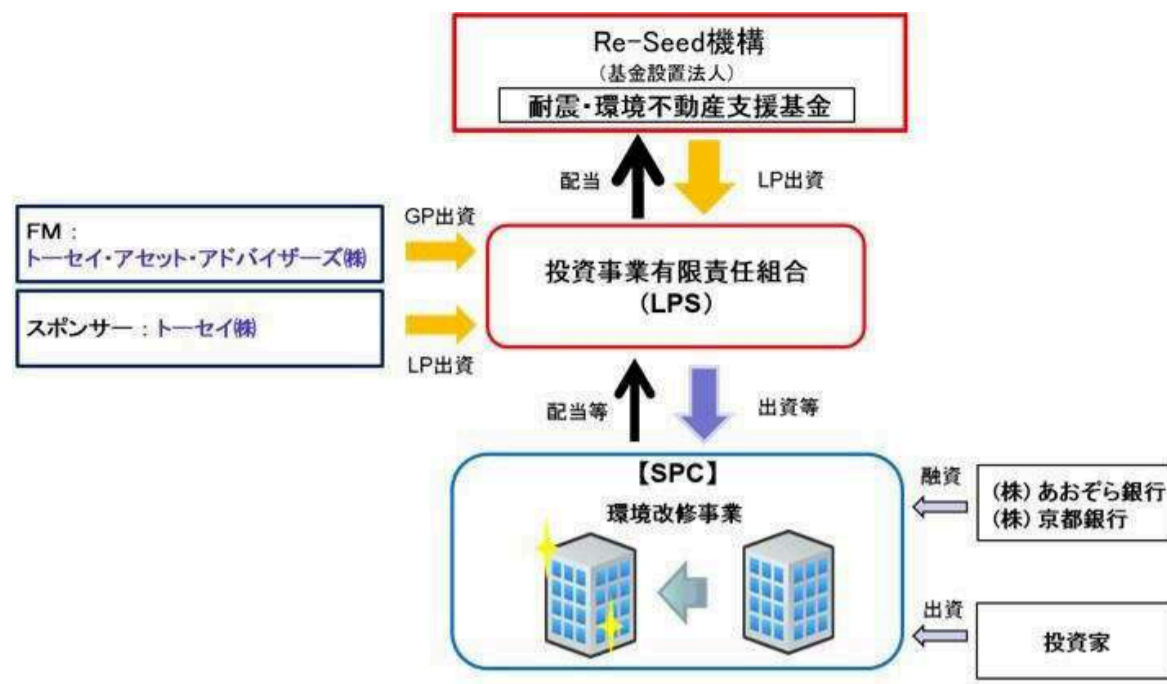 Re-Seed機構
（基金設置法人）
耐震・環境不動産支援基金
配当
LP出資
FM：
トーセイ・アセット・アドバイザーズ㈱
GP出資
スポンサー：トーセイ㈱
LP出資
投資事業有限責任組合
（LPS）
配当等
出資等
【SPC】
環境改修事業
融資
（株）あおぞら銀行
（株）京都銀行
出資
投資家